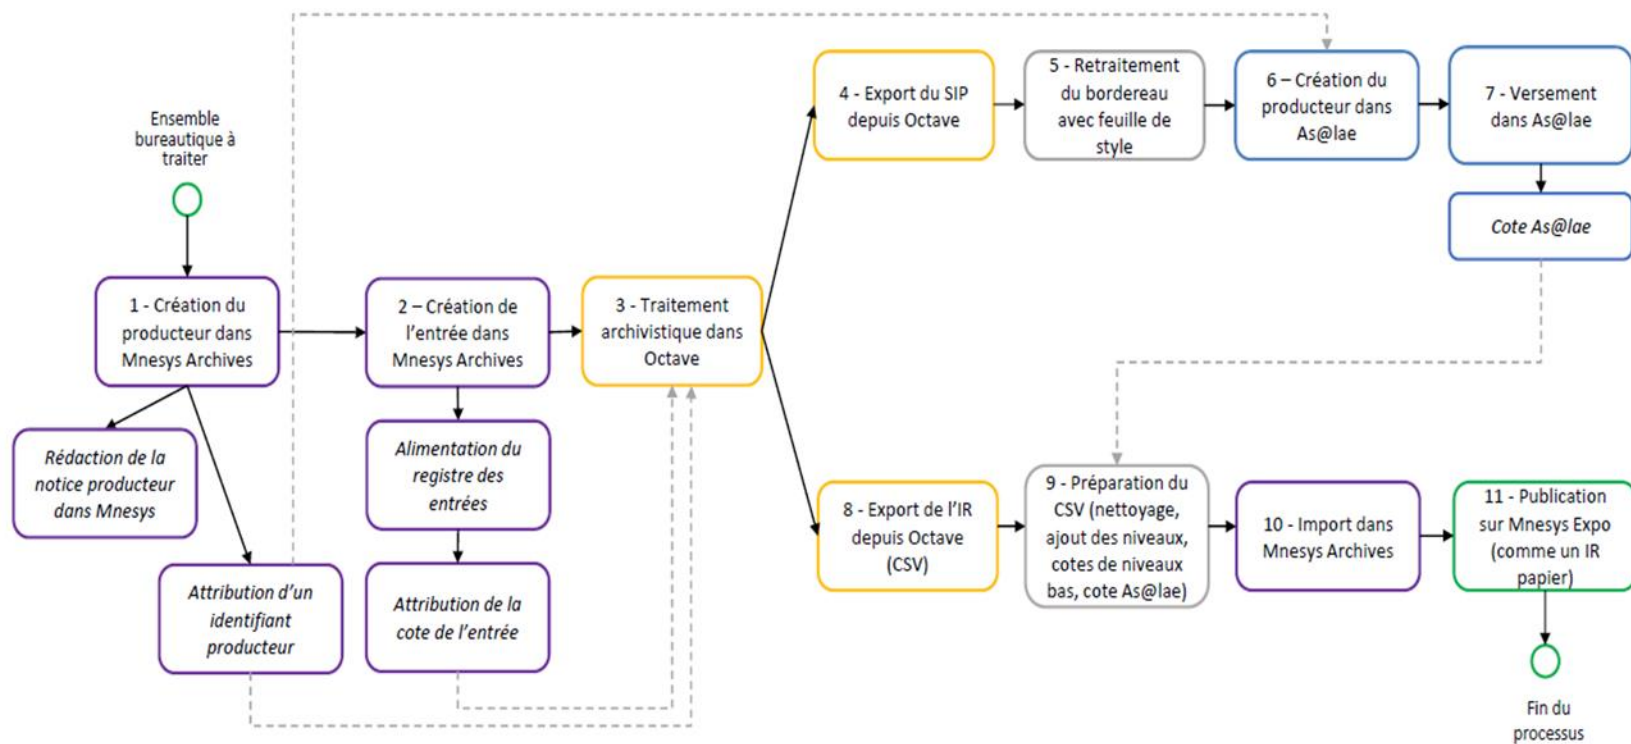 Ensemble
bureautique à
traiter
1 - Création du
producteur dans
Mnesys Archives
Rédaction de la
notice producteur
dans Mnesys
Attribution d’un
identifiant
producteur
2 – Création de
l’entrée dans
Mnesys Archives
Alimentation du
registre des
entrées
Attribution de la
cote de l’entrée
3 - Traitement
archivistique dans
Octave
4 - Export du SIP
depuis Octave
5 - Retraitement
du bordereau
avec feuille de
style
6 – Création du
producteur dans
As@lae
7 - Versement
dans As@lae
Cote As@lae
8 - Export de l’IR
depuis Octave
(CSV)
9 - Préparation du
CSV (nettoyage,
ajout des niveaux,
cotes de niveaux
bas, cote As@lae)
10 - Import dans
Mnesys Archives
11 - Publication
sur Mnesys Expo
(comme un IR
papier)
Fin du
processus